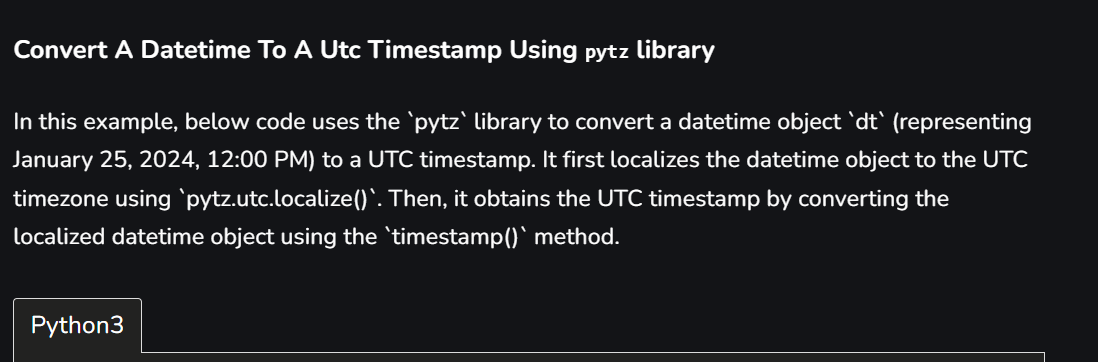 Convert A Datetime To A Utc Timestamp Using pytz library
In this example, below code uses the `pytz` library to convert a datetime object `dt` (representing
January 25, 2024, 12:00 PM) to a UTC timestamp. It first localizes the datetime object to the UTC
timezone using `pytz.utc.localize()`. Then, it obtains the UTC timestamp by converting the
localized datetime object using the `timestamp()` method.
Python3